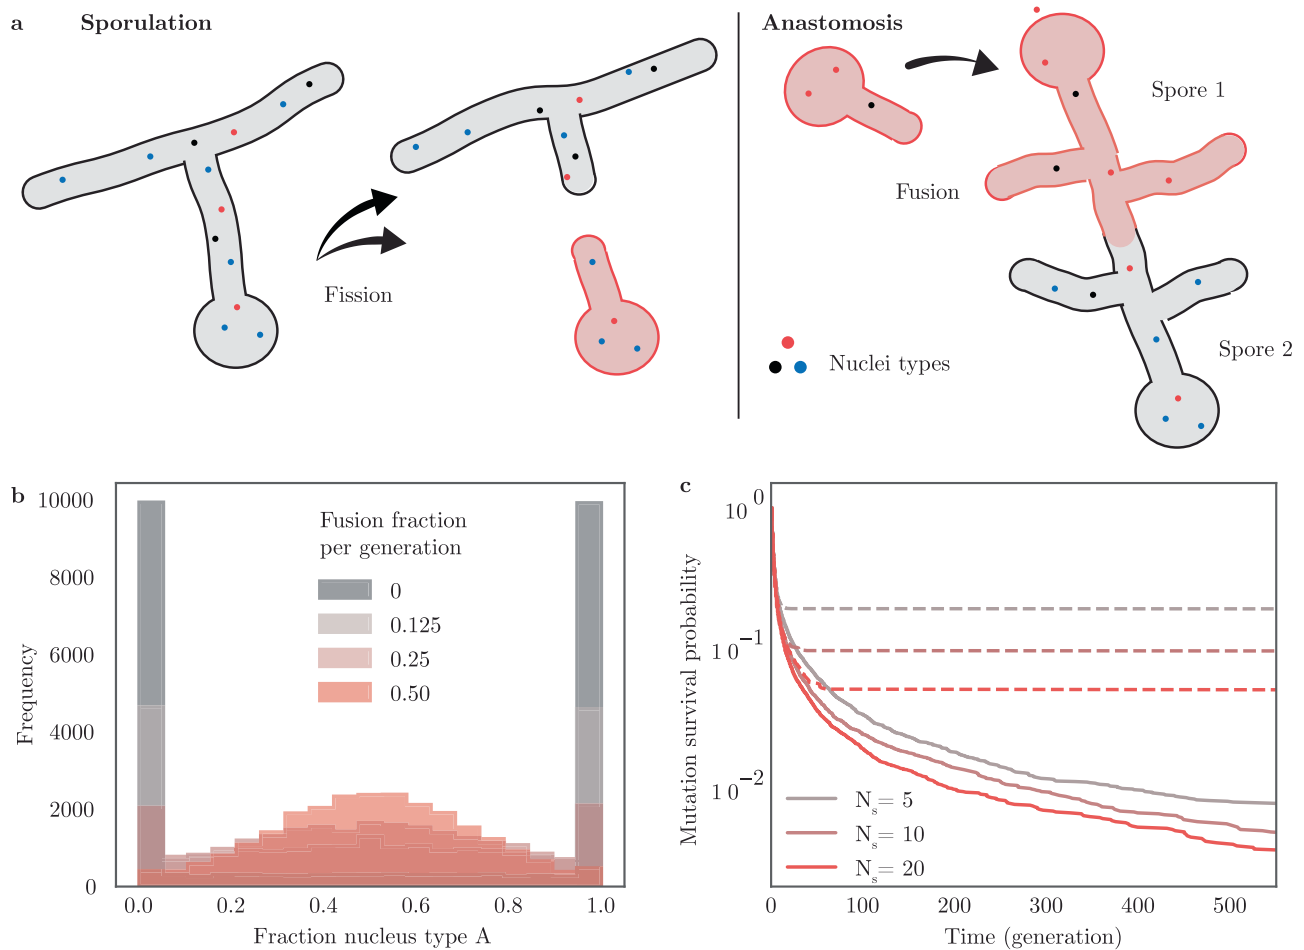 a Sporulation
Fission
Anastomosis
Spore 1
Fusion
Spore 2
Nuclei types
b
10000
8000
6000
4000
2000
0
Frequency
Fusion fraction
per generation
0
0.125
0.25
0.50
0.0 0.2 0.4 0.6 0.8 1.0
Fraction nucleus type A
c
10^0
10^-1
10^-2
Mutation survival probability
N_s = 5
N_s = 10
N_s = 20
0 100 200 300 400 500
Time (generation)